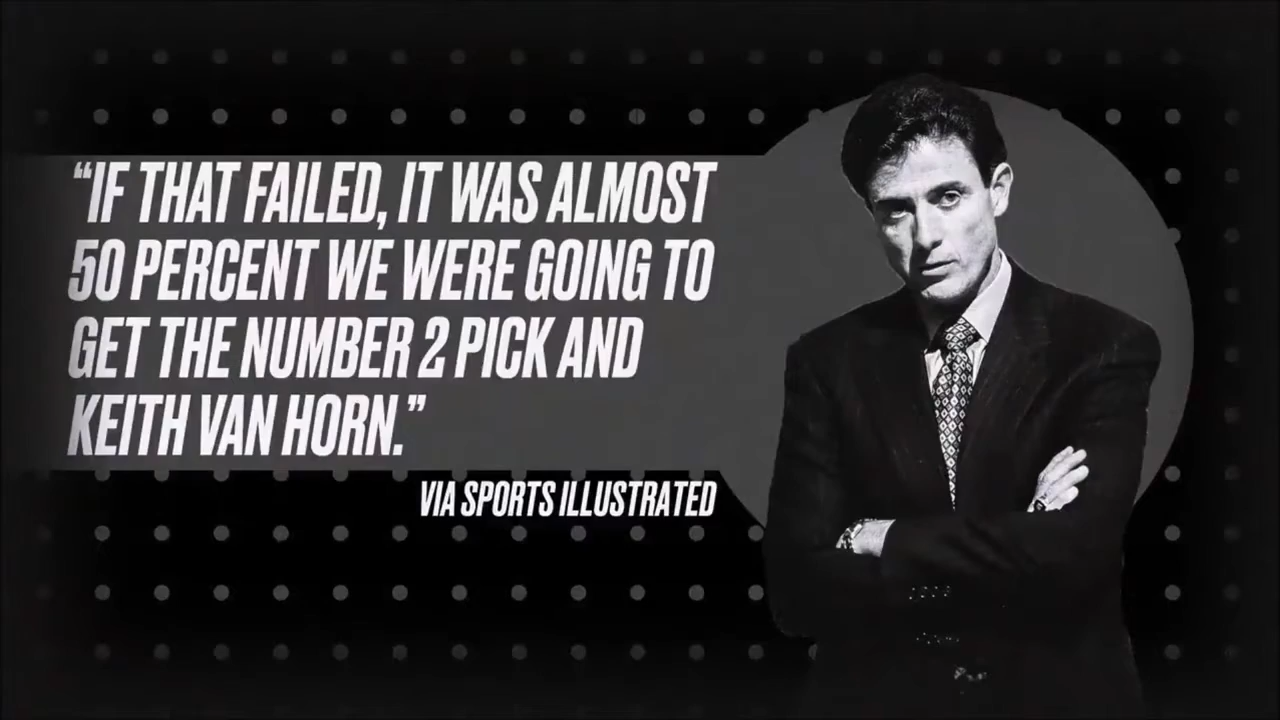 “IF THAT FAILED, IT WAS ALMOST
50 PERCENT WE WERE GOING TO
GET THE NUMBER 2 PICK AND
KEITH VAN HORN.”
VIA SPORTS ILLUSTRATED